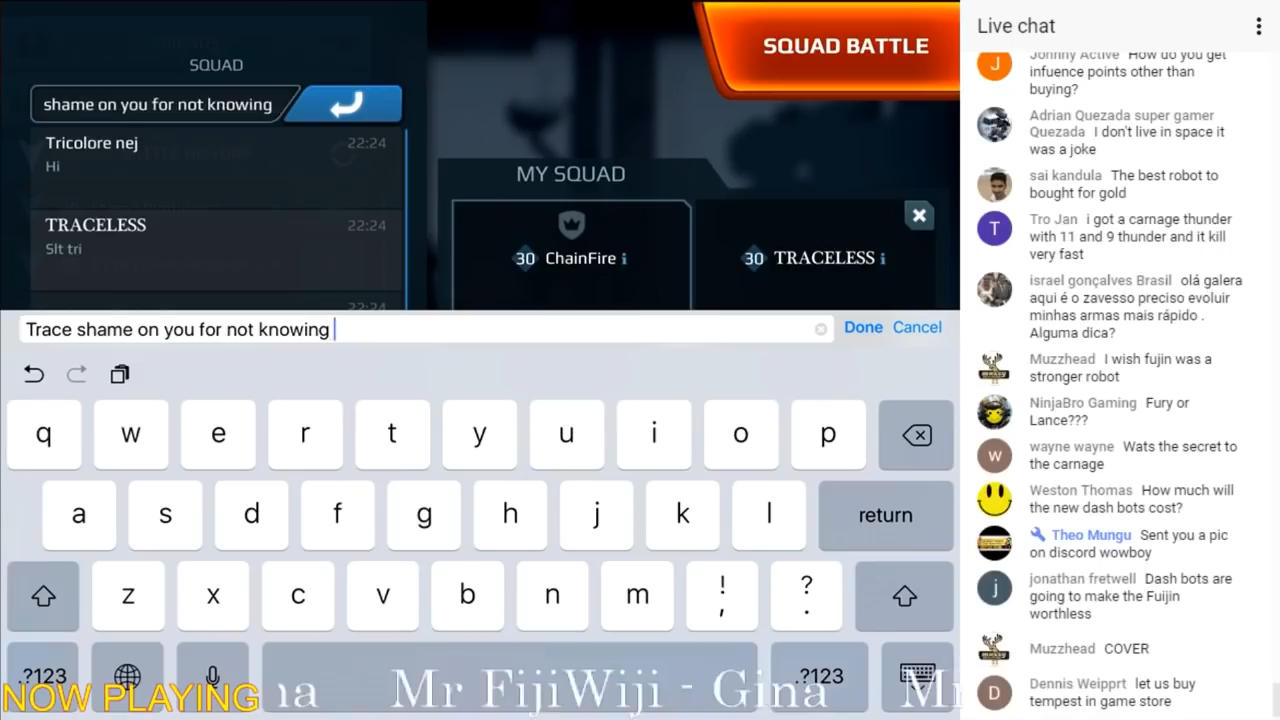 SQUAD
shame on you for not knowing
Tricolore nej 22:24
Hi
TRACELESS 22:24
Slt tri
22:24
SQUAD BATTLE
MY SQUAD
30 ChainFire i
30 TRACELESS i
Trace shame on you for not knowing
Done Cancel
q w e r t y u i o p
a s d f g h j k l return
z x c v b n m ! , ? .
.?123 .?123
NOW PLAYING
na Mr FijiWiji - Gina Mr
Live chat
Johnny Active How do you get
infuence points other than
buying?
Adrian Quezada super gamer
Quezada I don't live in space it
was a joke
sai kandula The best robot to
bought for gold
Tro Jan i got a carnage thunder
with 11 and 9 thunder and it kill
very fast
israel gonçalves Brasil olá galera
aqui é o zavesso preciso evoluir
minhas armas mais rápido .
Alguma dica?
Muzzhead I wish fujin was a
stronger robot
NinjaBro Gaming Fury or
Lance???
wayne wayne Wats the secret to
the carnage
Weston Thomas How much will
the new dash bots cost?
Theo Mungu Sent you a pic
on discord wowboy
jonathan fretwell Dash bots are
going to make the Fuijin
worthless
Muzzhead COVER
Dennis Weipprt let us buy
tempest in game store